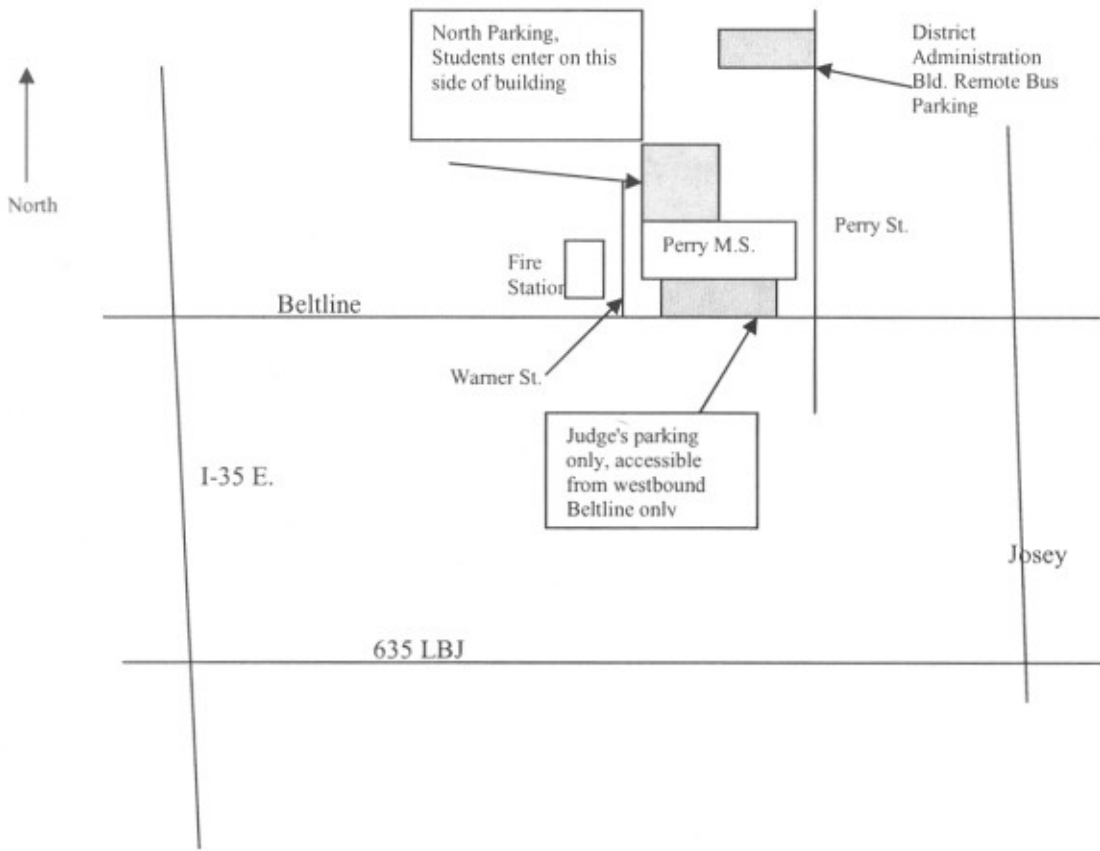 North Parking,
Students enter on this
side of building
District
Administration
Bld. Remote Bus
Parking
North
Perry St.
Perry M.S.
Fire
Station
Beltline
Warner St.
Judge's parking
only, accessible
from westbound
Beltline only
I-35 E.
Josey
635 LBJ